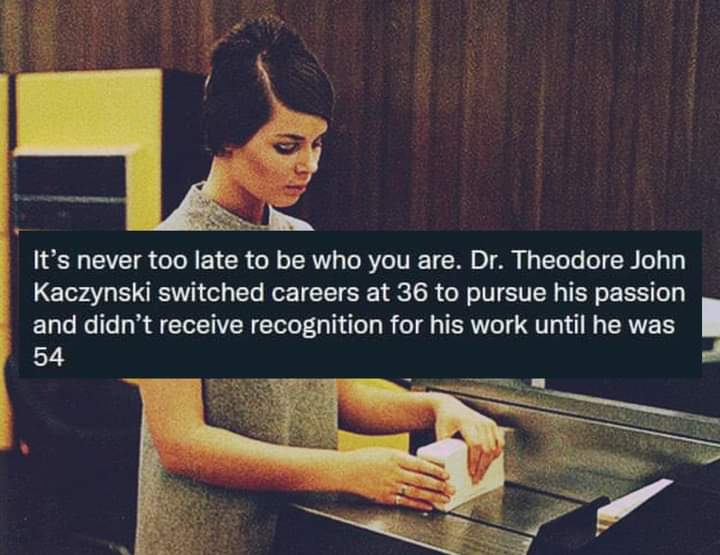 It’s never too late to be who you are. Dr. Theodore John
Kaczynski switched careers at 36 to pursue his passion
and didn’t receive recognition for his work until he was
54